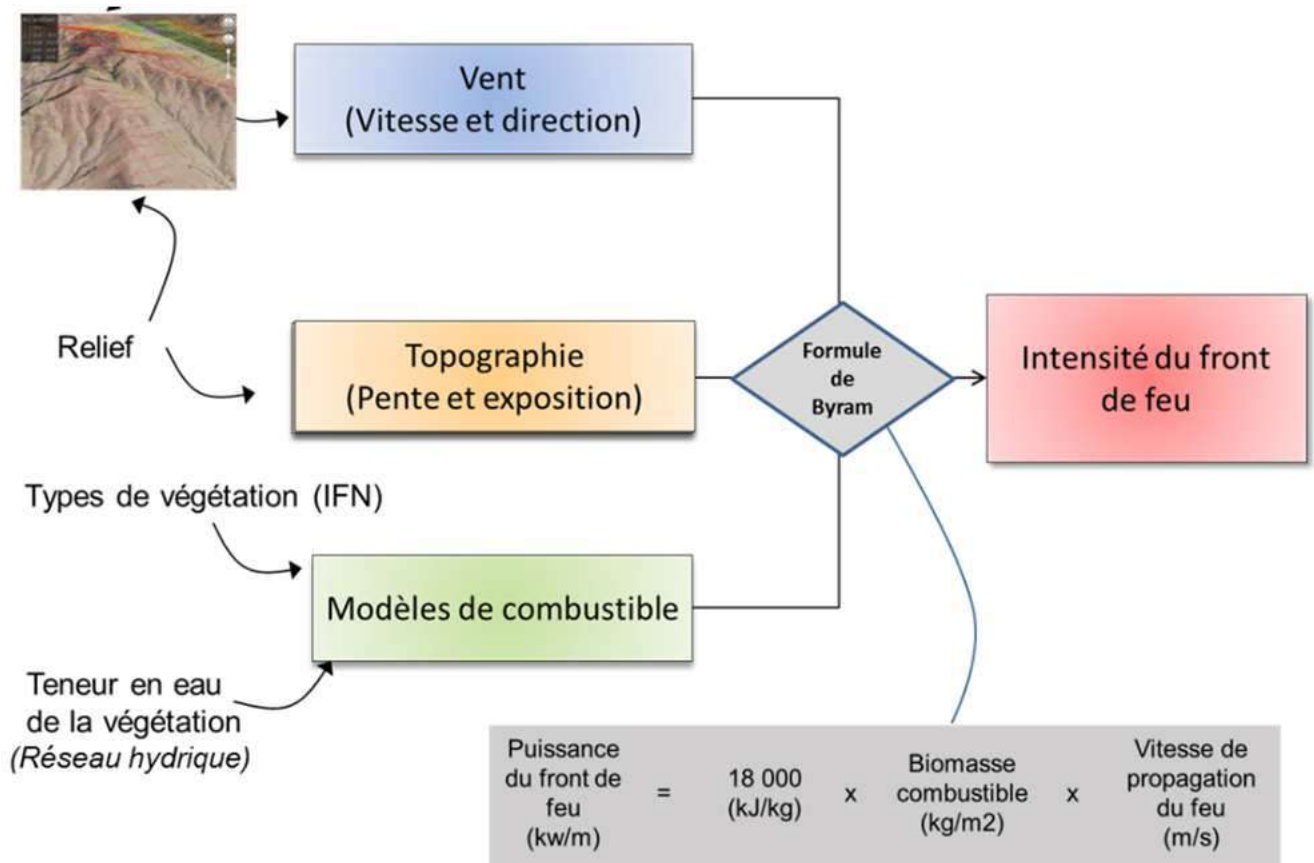 Vent
(Vitesse et direction)
Relief
Topographie
(Pente et exposition)
Formule
de
Byram
Intensité du front
de feu
Types de végétation (IFN)
Modèles de combustible
Teneur en eau
de la végétation
(Réseau hydrique)
Puissance
du front de
feu
(kw/m)
=
18 000
(kJ/kg)
x
Biomasse
combustible
(kg/m2)
x
Vitesse de
propagation
du feu
(m/s)